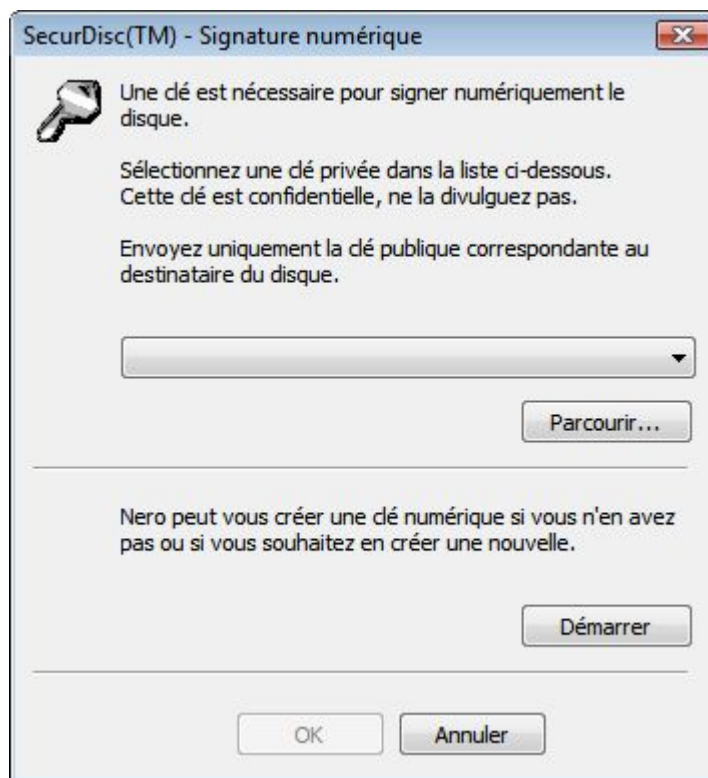 SecurDisc(TM) - Signature numérique
Une clé est nécessaire pour signer numériquement le
disque.
Sélectionnez une clé privée dans la liste ci-dessous.
Cette clé est confidentielle, ne la divulguez pas.
Envoyez uniquement la clé publique correspondante au
destinataire du disque.
Parcourir...
Nero peut vous créer une clé numérique si vous n'en avez
pas ou si vous souhaitez en créer une nouvelle.
Démarrer
OK Annuler